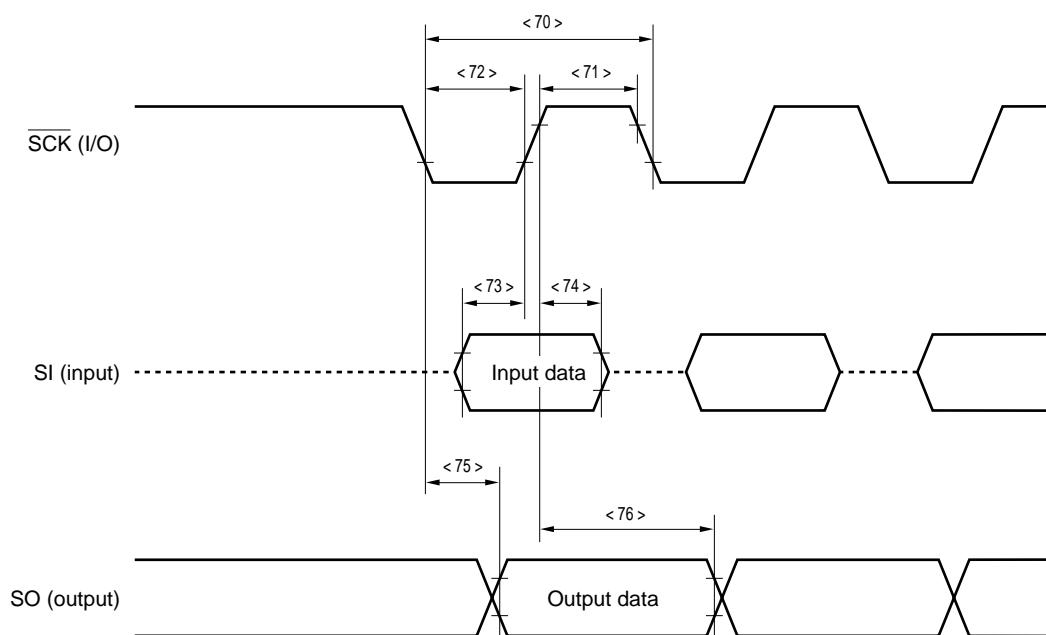 < 70 >
< 72 >
< 71 >
SCK (I/O)
< 73 >
< 74 >
SI (input)
Input data
< 75 >
< 76 >
SO (output)
Output data